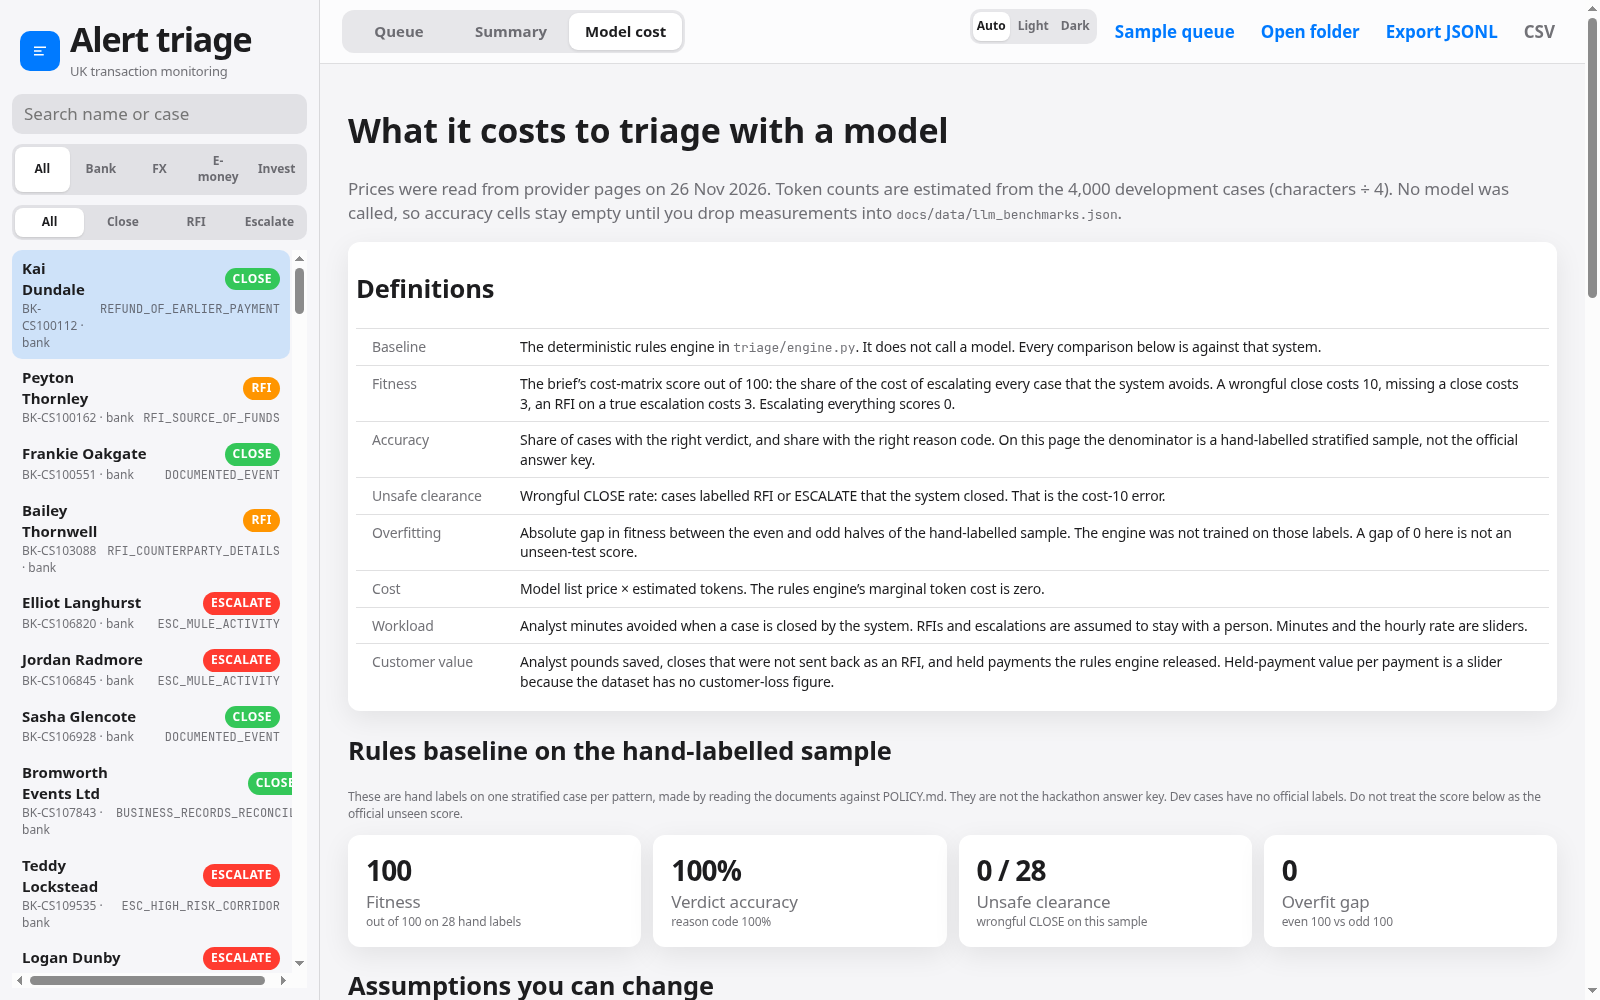 Alert triage
UK transaction monitoring
Search name or case
All Bank FX E-money Invest
All Close RFI Escalate
Kai Dundale CLOSE
BK-CS100112 · bank REFUND_OF_EARLIER_PAYMENT
Peyton Thornley RFI
BK-CS100162 · bank RFI_SOURCE_OF_FUNDS
Frankie Oakgate CLOSE
BK-CS100551 · bank DOCUMENTED_EVENT
Bailey Thornwell RFI
BK-CS103088 · bank RFI_COUNTERPARTY_DETAILS
Elliot Langhurst ESCALATE
BK-CS106820 · bank ESC_MULE_ACTIVITY
Jordan Radmore ESCALATE
BK-CS106845 · bank ESC_MULE_ACTIVITY
Sasha Glencote CLOSE
BK-CS106928 · bank DOCUMENTED_EVENT
Bromworth Events Ltd CLOSE
BK-CS107843 · bank BUSINESS_RECORDS_RECONCIL
Teddy Lockstead ESCALATE
BK-CS109535 · bank ESC_HIGH_RISK_CORRIDOR
Logan Dunby ESCALATE
Queue Summary Model cost
Auto Light Dark
Sample queue Open folder Export JSONL CSV
What it costs to triage with a model
Prices were read from provider pages on 26 Nov 2026. Token counts are estimated from the 4,000 development cases (characters ÷ 4). No model was
called, so accuracy cells stay empty until you drop measurements into docs/data/llm_benchmarks.json.
Definitions
Baseline The deterministic rules engine in triage/engine.py. It does not call a model. Every comparison below is against that system.
Fitness The brief's cost-matrix score out of 100: the share of the cost of escalating every case that the system avoids. A wrongful close costs 10, missing a close costs
3, an RFI on a true escalation costs 3. Escalating everything scores 0.
Accuracy Share of cases with the right verdict, and share with the right reason code. On this page the denominator is a hand-labelled stratified sample, not the official
answer key.
Unsafe clearance Wrongful CLOSE rate: cases labelled RFI or ESCALATE that the system closed. That is the cost-10 error.
Overfitting Absolute gap in fitness between the even and odd halves of the hand-labelled sample. The engine was not trained on those labels. A gap of 0 here is not an
unseen-test score.
Cost Model list price × estimated tokens. The rules engine's marginal token cost is zero.
Workload Analyst minutes avoided when a case is closed by the system. RFIs and escalations are assumed to stay with a person. Minutes and the hourly rate are sliders.
Customer value Analyst pounds saved, closes that were not sent back as an RFI, and held payments the rules engine released. Held-payment value per payment is a slider
because the dataset has no customer-loss figure.
Rules baseline on the hand-labelled sample
These are hand labels on one stratified case per pattern, made by reading the documents against POLICY.md. They are not the hackathon answer key. Dev cases have no official labels. Do not treat the score below as the
official unseen score.
100
Fitness
out of 100 on 28 hand labels
100%
Verdict accuracy
reason code 100%
0 / 28
Unsafe clearance
wrongful CLOSE on this sample
0
Overfit gap
even 100 vs odd 100
Assumptions you can change